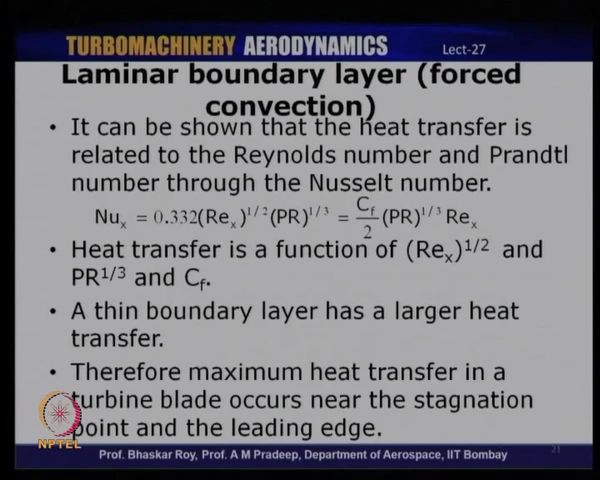 TURBOMACHINERY AERODYNAMICS Lect-27
Laminar boundary layer (forced
convection)
• It can be shown that the heat transfer is
related to the Reynolds number and Prandtl
number through the Nusselt number.
Nuₓ = 0.332(Reₓ)^1/2 (PR)^1/3 = C_f/2 (PR)^1/3 Reₓ
• Heat transfer is a function of (Reₓ)^1/2 and
PR^1/3 and C_f.
• A thin boundary layer has a larger heat
transfer.
• Therefore maximum heat transfer in a
turbine blade occurs near the stagnation
point and the leading edge.
NPTEL
Prof. Bhaskar Roy, Prof. A M Pradeep, Department of Aerospace, IIT Bombay
21